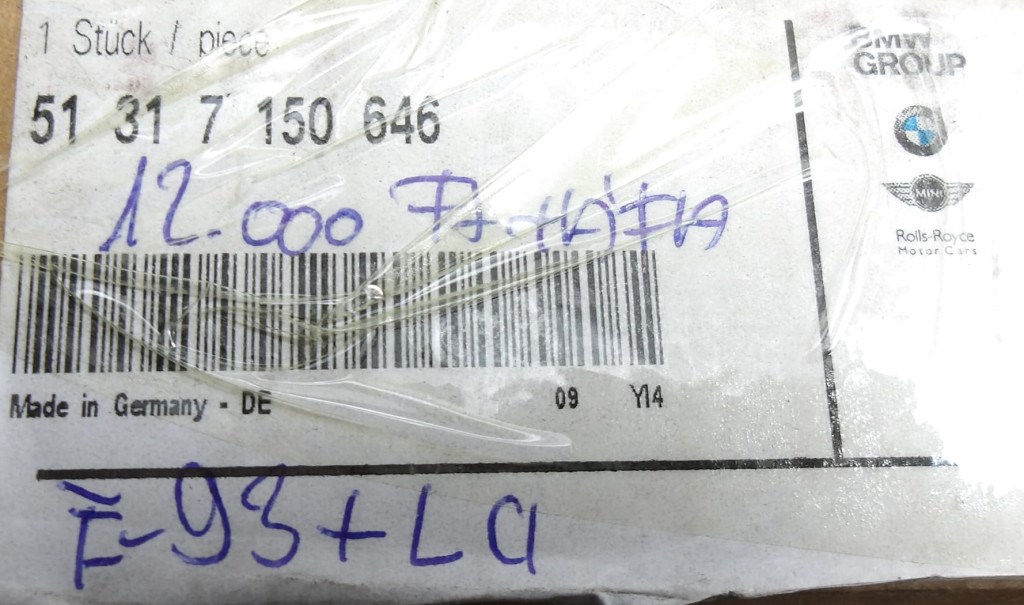 1 Stück / piece
51 31 7 150 646
BMW
GROUP
MINI
Rolls-Royce
Motor Cars
12.000
Made in Germany - DE 09 Y14
E-93+La